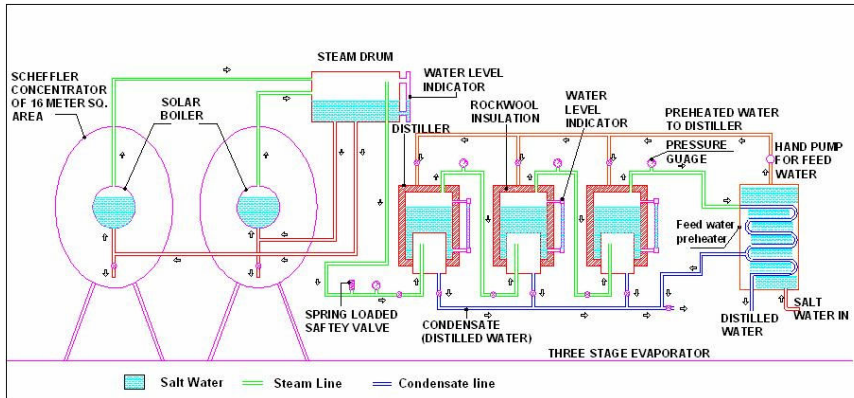 SCHEFFLER
CONCENTRATOR
OF 16 METER SQ.
AREA
SOLAR
BOILER
STEAM DRUM
WATER LEVEL
INDICATOR
DISTILLER
ROCKWOOL
INSULATION
WATER
LEVEL
INDICATOR
PREHEATED WATER
TO DISTILLER
PRESSURE
GUAGE
HAND PUMP
FOR FEED
WATER
Feed water
preheater
SPRING LOADED
SAFTEY VALVE
CONDENSATE
(DISTILLED WATER)
DISTILLED
WATER
SALT
WATER IN
THREE STAGE EVAPORATOR
Salt Water
Steam Line
Condensate line